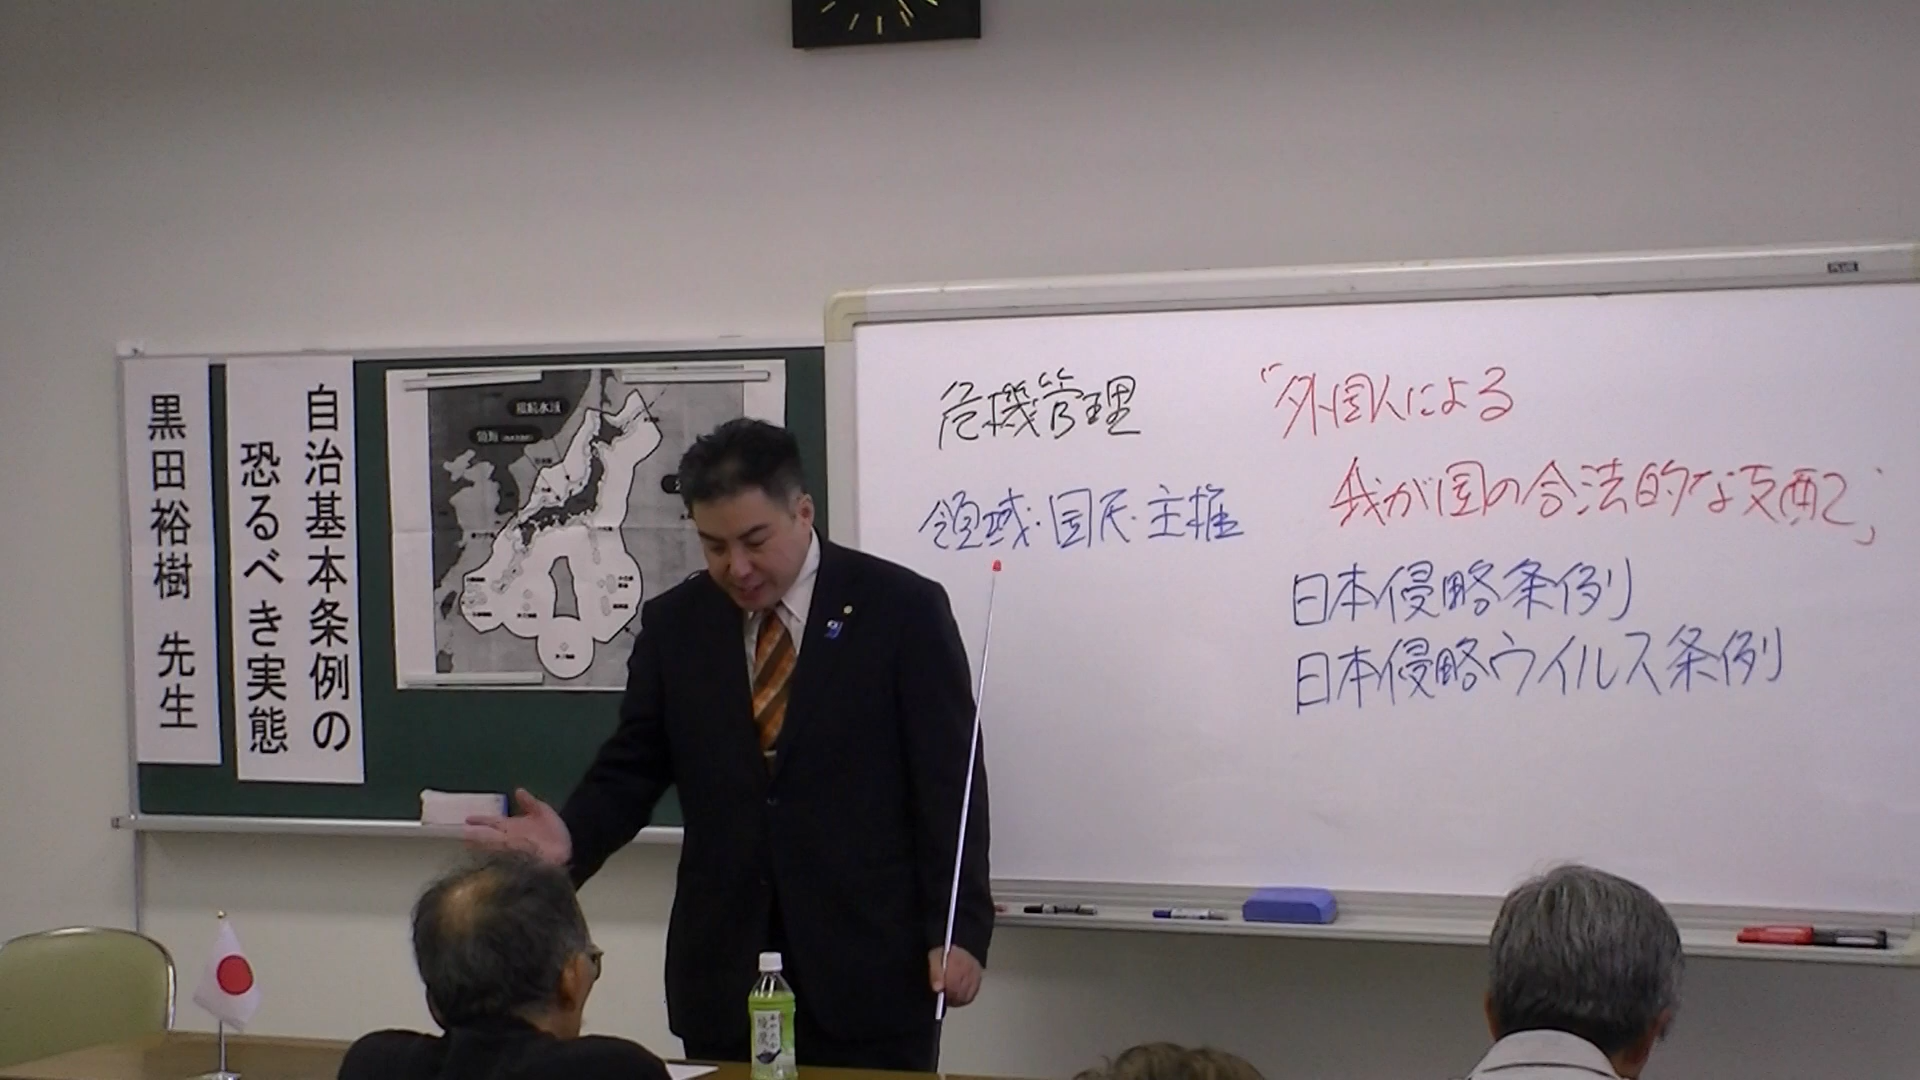 自治基本条例の
恐るべき実態
黒田裕樹 先生
危機管理
領域・国民・主権
「外国人による
我が国の合法的な支配」
日本侵略条例
日本侵略ウイルス条例
綾鷹
PLUS